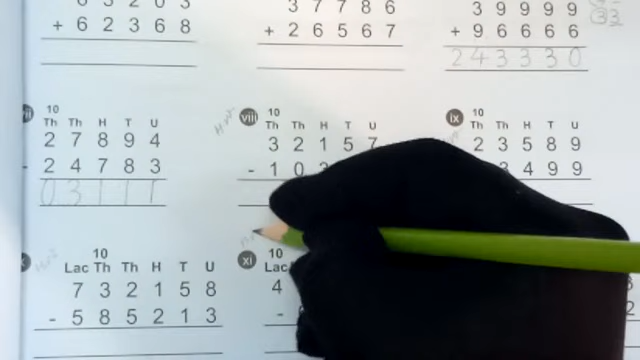 3 7 7 8 6
3 9 9 9 9
+ 6 2 3 6 8
+ 2 6 5 6 7
+ 9 6 6 6 6
2 4 3 3 3 0
10
Th Th H T U
2 7 8 9 4
- 2 4 7 8 3
0 3 1 1 1
viii 10
Th Th H T U
3 2 1 5 7
- 1 0
ix 10
Th Th H T U
2 3 5 8 9
3 4 9 9
10
Lac Th Th H T U
7 3 2 1 5 8
- 5 8 5 2 1 3
xi 10
Lac
4
-